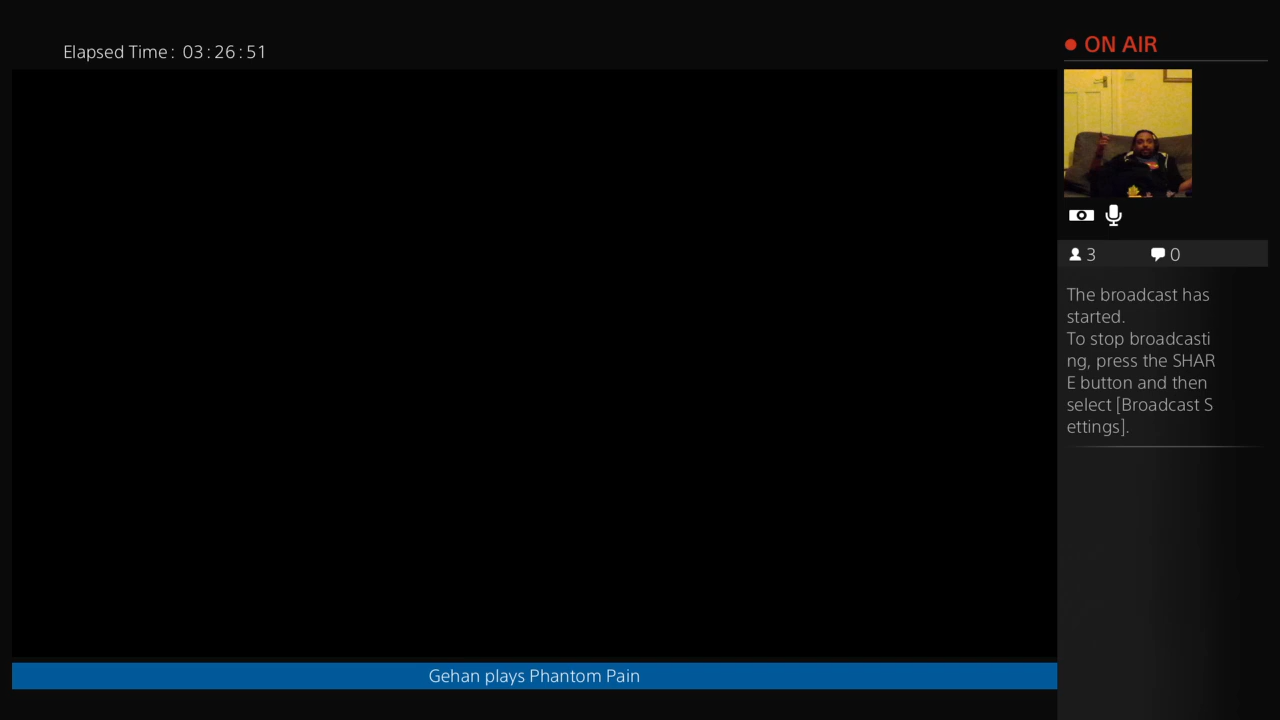 Elapsed Time: 03:26:51
ON AIR
3
0
The broadcast has
started.
To stop broadcasti
ng, press the SHAR
E button and then
select [Broadcast S
ettings].
Gehan plays Phantom Pain